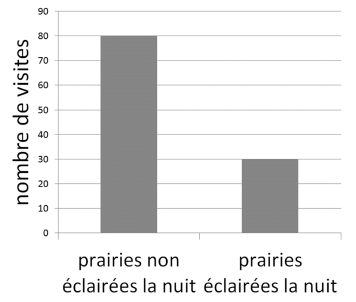 90
80
70
60
50
40
30
20
10
0
nombre de visites
prairies non
éclairées la nuit
prairies
éclairées la nuit